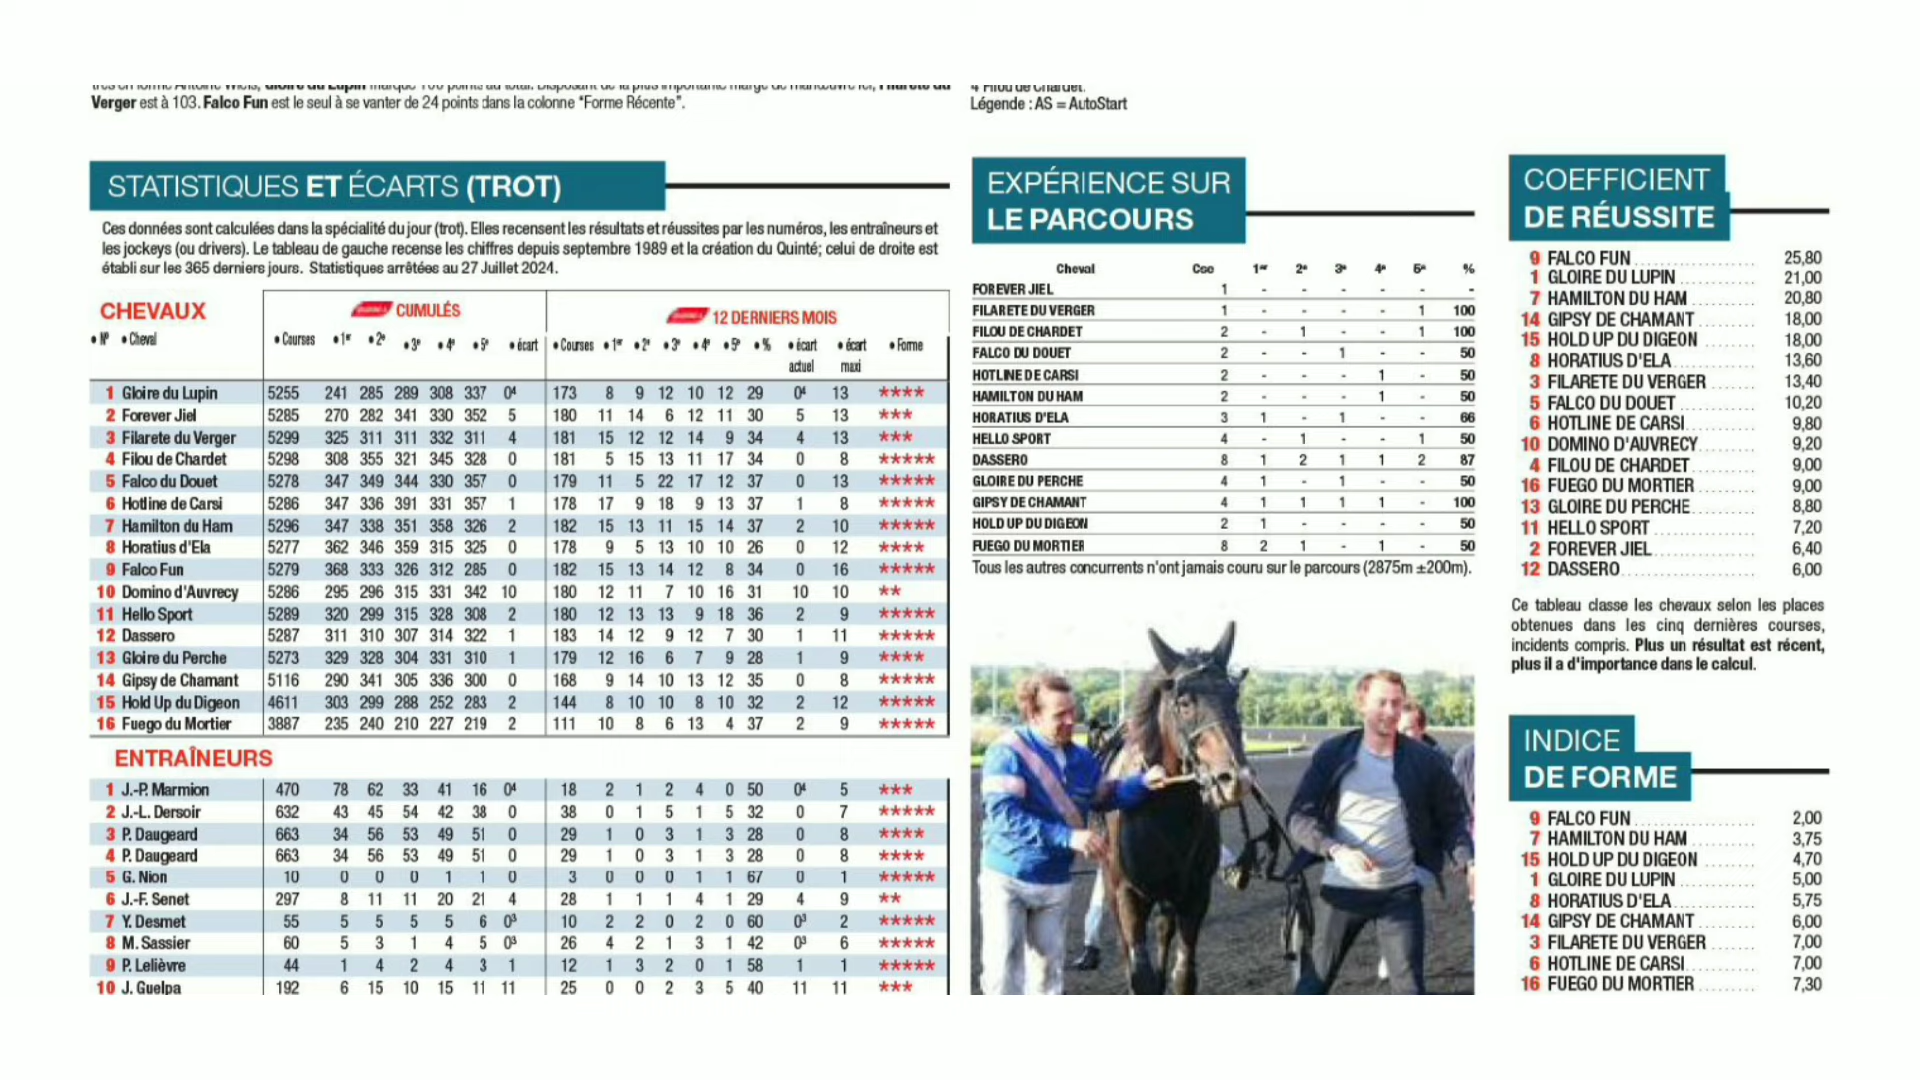 Verger est à 103. Falco Fun est le seul à se vanter de 24 points dans la colonne "Forme Récente".
STATISTIQUES ET ÉCARTS (TROT)
Ces données sont calculées dans la spécialité du jour (trot). Elles recensent les résultats et réussites par les numéros, les entraîneurs et
les jockeys (ou drivers). Le tableau de gauche recense les chiffres depuis septembre 1989 et la création du Quinté; celui de droite est
établi sur les 365 derniers jours. Statistiques arrêtées au 27 Juillet 2024.
CHEVAUX
CUMULÉS
12 DERNIERS MOIS
• N° • Cheval • Courses • 1er • 2e • 3e • 4e • 5e • écart • Courses • 1er • 2e • 3e • 4e • 5e • % • écart actuel • écart maxi • Forme
1 Gloire du Lupin 5255 241 285 289 308 337 0⁴ 173 8 9 12 10 12 29 0⁴ 13 ****
2 Forever Jiel 5285 270 282 341 330 352 5 180 11 14 6 12 11 30 5 13 ***
3 Filarete du Verger 5299 325 311 311 332 311 4 181 15 12 12 14 9 34 4 13 ***
4 Filou de Chardet 5298 308 355 321 345 328 0 181 5 15 13 11 17 34 0 8 *****
5 Falco du Douet 5278 347 349 344 330 357 0 179 11 5 22 17 12 37 0 13 *****
6 Hotline de Carsi 5286 347 336 391 331 357 1 178 17 9 18 9 13 37 1 8 *****
7 Hamilton du Ham 5296 347 338 351 358 326 2 182 15 13 11 15 14 37 2 10 *****
8 Horatius d'Ela 5277 362 346 359 315 325 0 178 9 5 13 10 10 26 0 12 ****
9 Falco Fun 5279 368 333 326 312 285 0 182 15 13 14 12 8 34 0 16 *****
10 Domino d'Auvrecy 5286 295 296 315 331 342 10 180 12 11 7 10 16 31 10 10 **
11 Hello Sport 5289 320 299 315 328 308 2 180 12 13 13 9 18 36 2 9 *****
12 Dassero 5287 311 310 307 314 322 1 183 14 12 9 12 7 30 1 11 *****
13 Gloire du Perche 5273 329 328 304 331 310 1 179 12 16 6 7 9 28 1 9 ****
14 Gipsy de Chamant 5116 290 341 305 336 300 0 168 9 14 10 13 12 35 0 8 *****
15 Hold Up du Digeon 4611 303 299 288 252 283 2 144 8 10 10 8 10 32 2 12 *****
16 Fuego du Mortier 3887 235 240 210 227 219 2 111 10 8 6 13 4 37 2 9 *****
ENTRAÎNEURS
1 J.-P. Marmion 470 78 62 33 41 16 0⁴ 18 2 1 2 4 0 50 0⁴ 5 ***
2 J.-L. Dersoir 632 43 45 54 42 38 0 38 0 1 5 1 5 32 0 7 *****
3 P. Daugeard 663 34 56 53 49 51 0 29 1 0 3 1 3 28 0 8 ****
4 P. Daugeard 663 34 56 53 49 51 0 29 1 0 3 1 3 28 0 8 ****
5 G. Nion 10 0 0 0 1 1 0 3 0 0 0 1 1 67 0 1 *****
6 J.-F. Senet 297 8 11 11 20 21 4 28 1 1 1 4 1 29 4 9 **
7 Y. Desmet 55 5 5 5 5 6 0³ 10 2 2 0 2 0 60 0³ 2 *****
8 M. Sassier 60 5 3 1 4 5 0³ 26 4 2 1 3 1 42 0³ 6 *****
9 P. Lelièvre 44 1 4 2 4 3 1 12 1 3 2 0 1 58 1 1 *****
10 J. Guelpa 192 6 15 10 15 11 11 25 0 0 2 3 5 40 11 11 ***
4 Filou de Chardet.
Légende : AS = AutoStart
EXPÉRIENCE SUR
LE PARCOURS
Cheval Cse 1er 2e 3e 4e 5e %
FOREVER JIEL 1 - - - - - -
FILARETE DU VERGER 1 - - - - 1 100
FILOU DE CHARDET 2 - 1 - - 1 100
FALCO DU DOUET 2 - - 1 - - 50
HOTLINE DE CARSI 2 - - - 1 - 50
HAMILTON DU HAM 2 - - - 1 - 50
HORATIUS D'ELA 3 1 - 1 - - 66
HELLO SPORT 4 - 1 - - 1 50
DASSERO 8 1 2 1 1 2 87
GLOIRE DU PERCHE 4 1 - 1 - - 50
GIPSY DE CHAMANT 4 1 1 1 1 - 100
HOLD UP DU DIGEON 2 1 - - - - 50
FUEGO DU MORTIER 8 2 1 - 1 - 50
Tous les autres concurrents n'ont jamais couru sur le parcours (2875m ±200m).
COEFFICIENT
DE RÉUSSITE
9 FALCO FUN 25,80
1 GLOIRE DU LUPIN 21,00
7 HAMILTON DU HAM 20,80
14 GIPSY DE CHAMANT 18,00
15 HOLD UP DU DIGEON 18,00
8 HORATIUS D'ELA 13,60
3 FILARETE DU VERGER 13,40
5 FALCO DU DOUET 10,20
6 HOTLINE DE CARSI 9,80
10 DOMINO D'AUVRECY 9,20
4 FILOU DE CHARDET 9,00
16 FUEGO DU MORTIER 9,00
13 GLOIRE DU PERCHE 8,80
11 HELLO SPORT 7,20
2 FOREVER JIEL 6,40
12 DASSERO 6,00
Ce tableau classe les chevaux selon les places
obtenues dans les cinq dernières courses,
incidents compris. Plus un résultat est récent,
plus il a d'importance dans le calcul.
INDICE
DE FORME
9 FALCO FUN 2,00
7 HAMILTON DU HAM 3,75
15 HOLD UP DU DIGEON 4,70
1 GLOIRE DU LUPIN 5,00
8 HORATIUS D'ELA 5,75
14 GIPSY DE CHAMANT 6,00
3 FILARETE DU VERGER 7,00
6 HOTLINE DE CARSI 7,00
16 FUEGO DU MORTIER 7,30